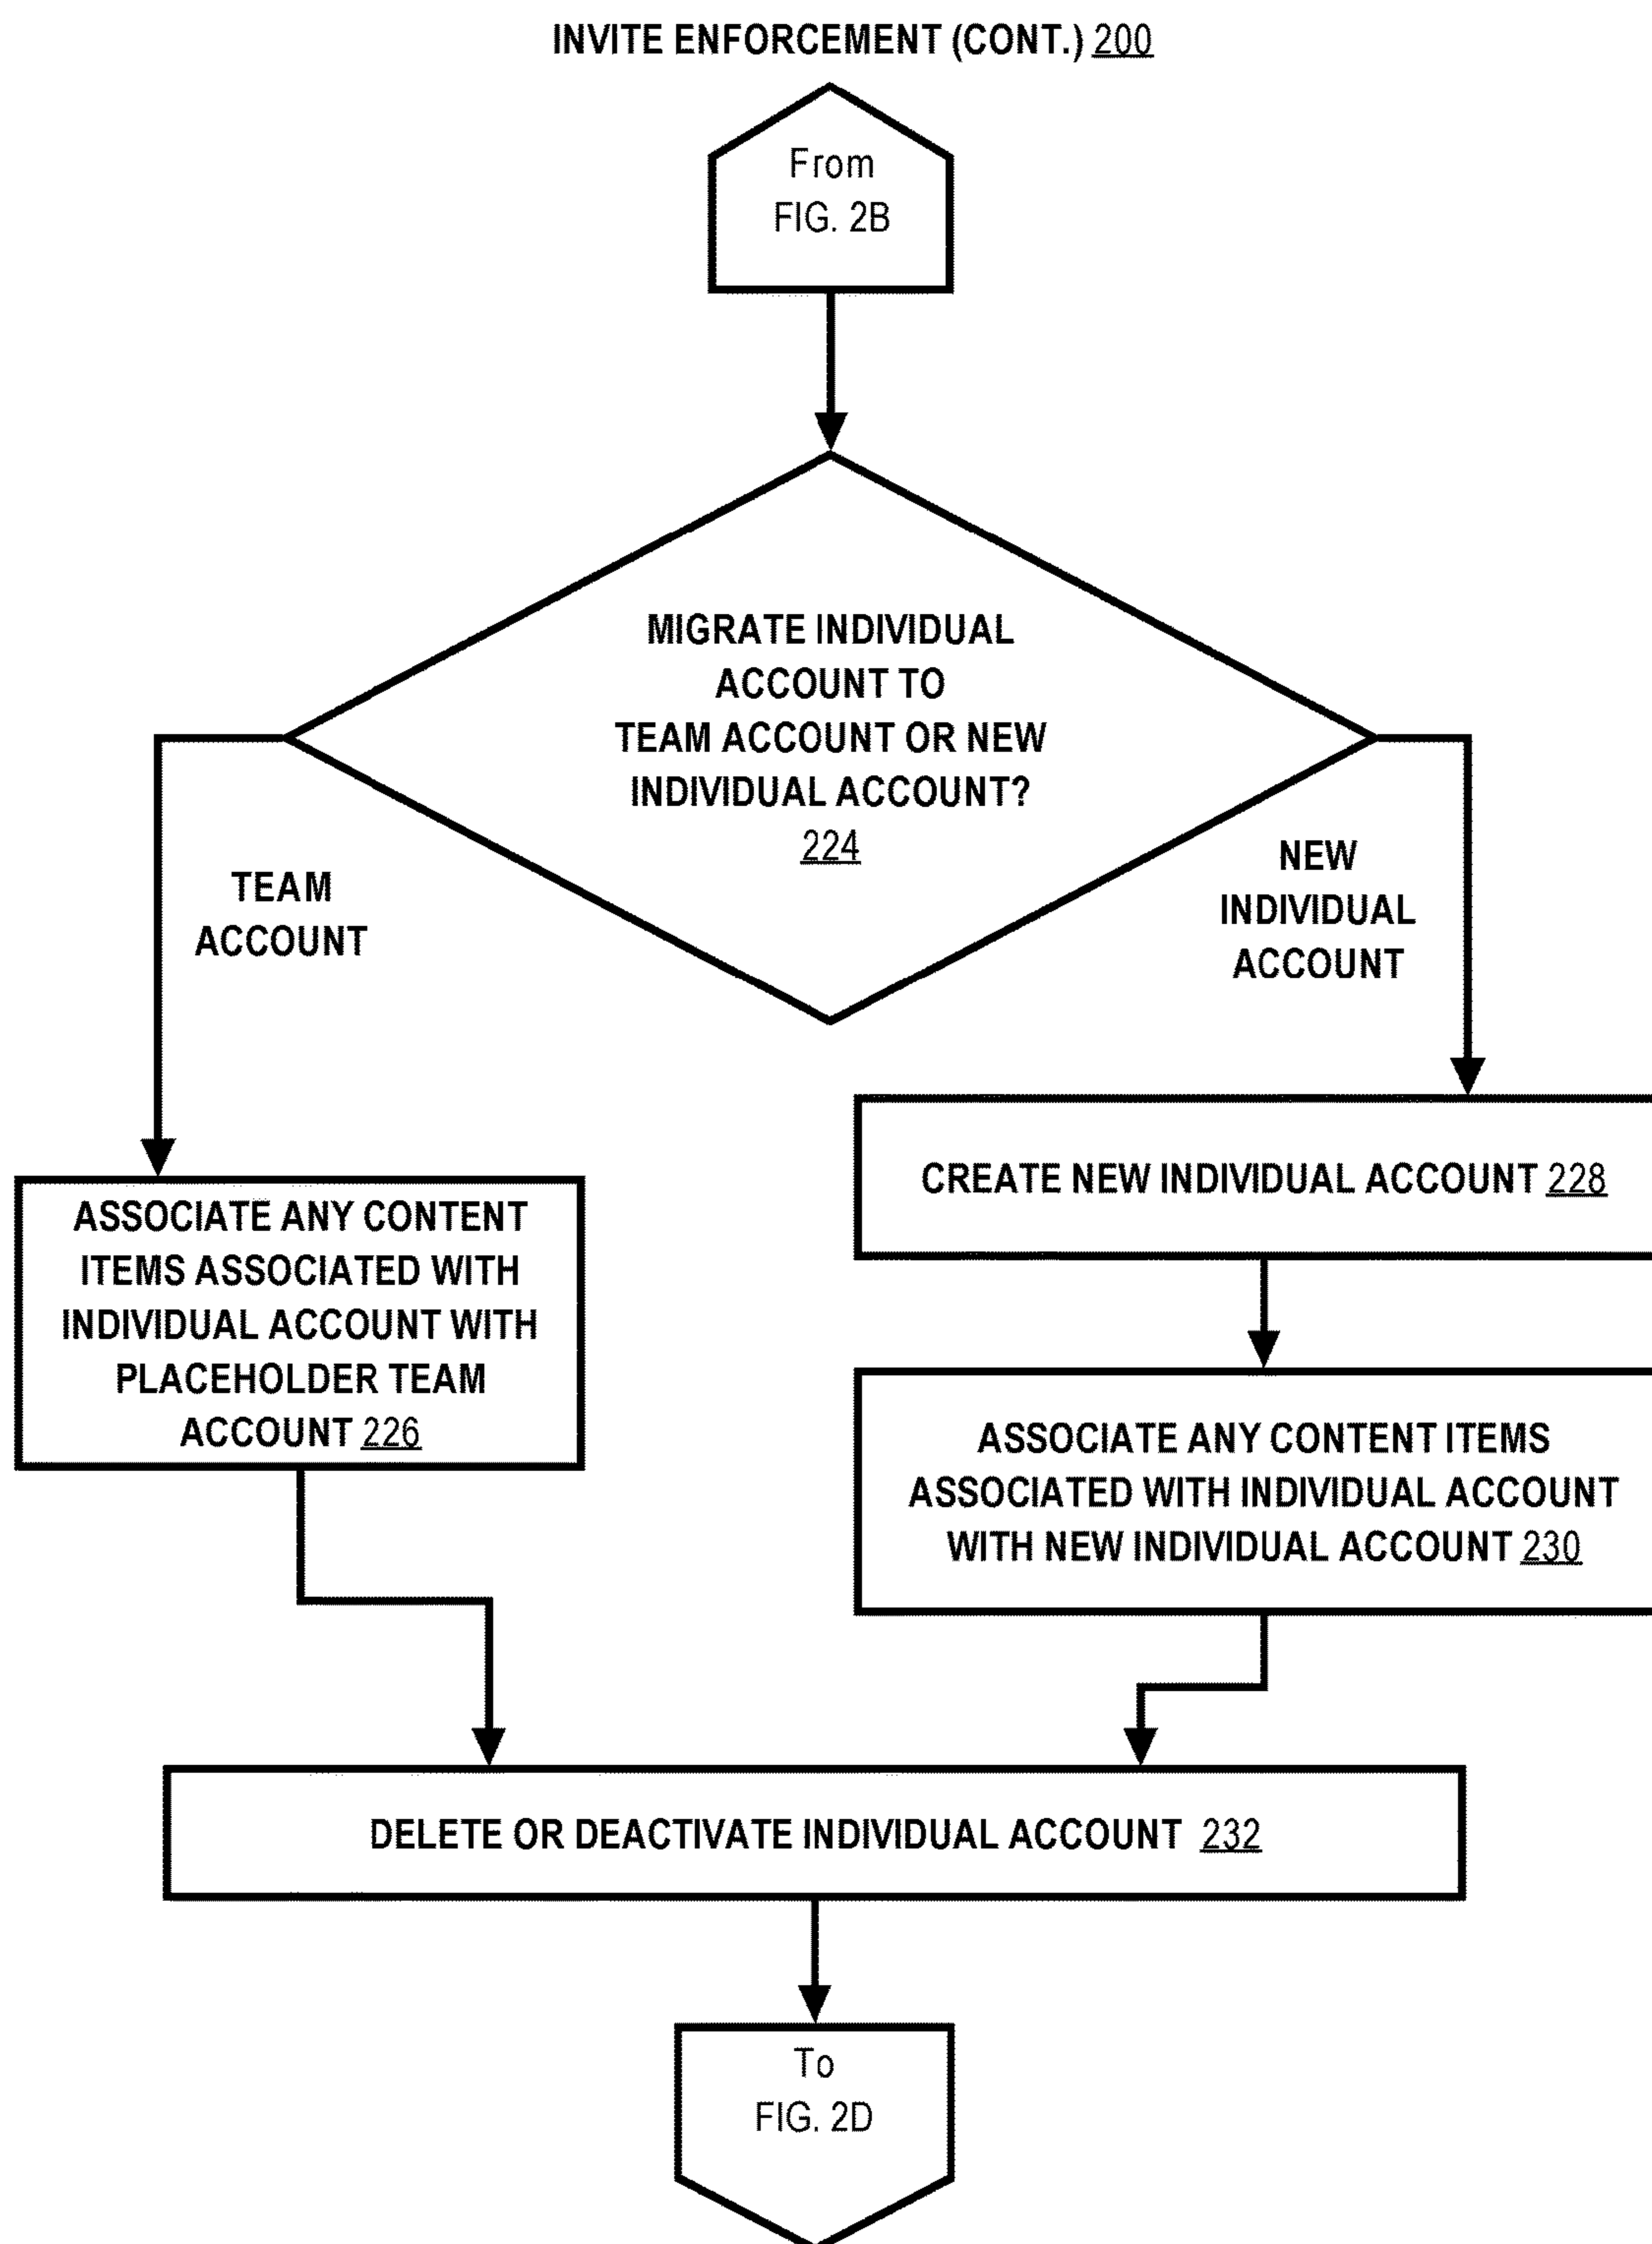 INVITE ENFORCEMENT (CONT.) 200
From
FIG. 2B
MIGRATE INDIVIDUAL
ACCOUNT TO
TEAM ACCOUNT OR NEW
INDIVIDUAL ACCOUNT?
224
TEAM
ACCOUNT
NEW
INDIVIDUAL
ACCOUNT
ASSOCIATE ANY CONTENT
ITEMS ASSOCIATED WITH
INDIVIDUAL ACCOUNT WITH
PLACEHOLDER TEAM
ACCOUNT 226
CREATE NEW INDIVIDUAL ACCOUNT 228
ASSOCIATE ANY CONTENT ITEMS
ASSOCIATED WITH INDIVIDUAL ACCOUNT
WITH NEW INDIVIDUAL ACCOUNT 230
DELETE OR DEACTIVATE INDIVIDUAL ACCOUNT 232
To
FIG. 2D